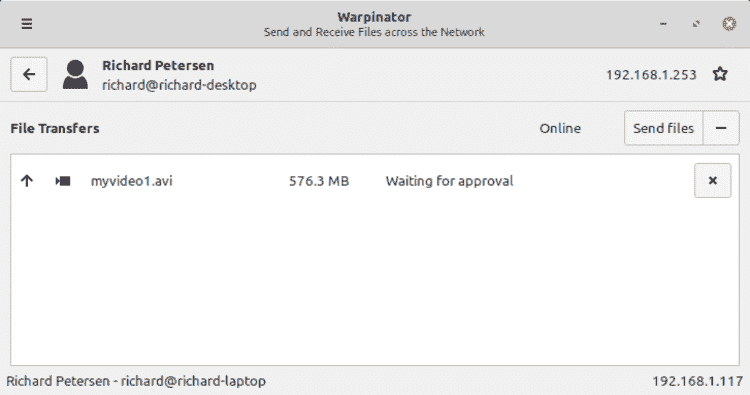 Warpinator
Send and Receive Files across the Network
Richard Petersen
richard@richard-desktop
192.168.1.253
File Transfers
Online
Send files
myvideo1.avi
576.3 MB
Waiting for approval
Richard Petersen - richard@richard-laptop
192.168.1.117